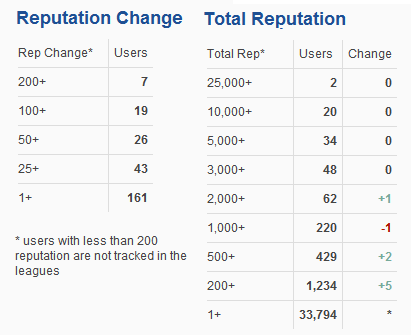 Reputation Change
Rep Change* Users
200+ 7
100+ 19
50+ 26
25+ 43
1+ 161
* users with less than 200
reputation are not tracked in the
leagues
Total Reputation
Total Rep* Users Change
25,000+ 2 0
10,000+ 20 0
5,000+ 34 0
3,000+ 48 0
2,000+ 62 +1
1,000+ 220 -1
500+ 429 +2
200+ 1,234 +5
1+ 33,794 *